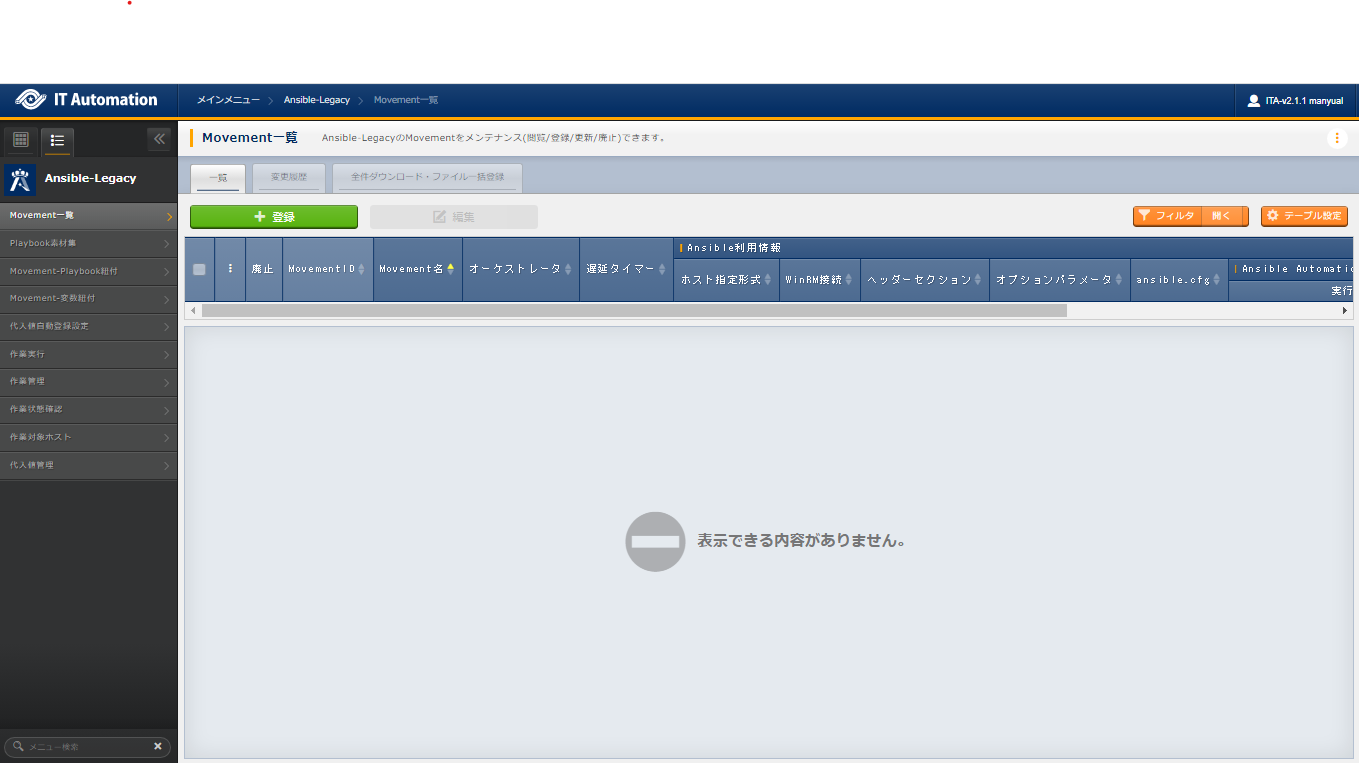 IT Automation
メインメニュー > Ansible-Legacy > Movement一覧
ITA-v2.1.1 manyual
Movement一覧 Ansible-LegacyのMovementをメンテナンス(閲覧/登録/更新/廃止)できます。
Ansible-Legacy
一覧 変更履歴 全件ダウンロード・ファイル一括登録
Movement一覧
Playbook素材集
Movement-Playbook紐付
Movement-変数紐付
代入値自動登録設定
作業実行
作業管理
作業状態確認
作業対象ホスト
代入値管理
メニュー検索
登録 編集 フィルタ 開く テーブル設定
Ansible利用情報
廃止 MovementID Movement名 オーケストレータ 遅延タイマー ホスト指定形式 WinRM接続 ヘッダーセクション オプションパラメータ ansible.cfg Ansible Automatic
実行
表示できる内容がありません。